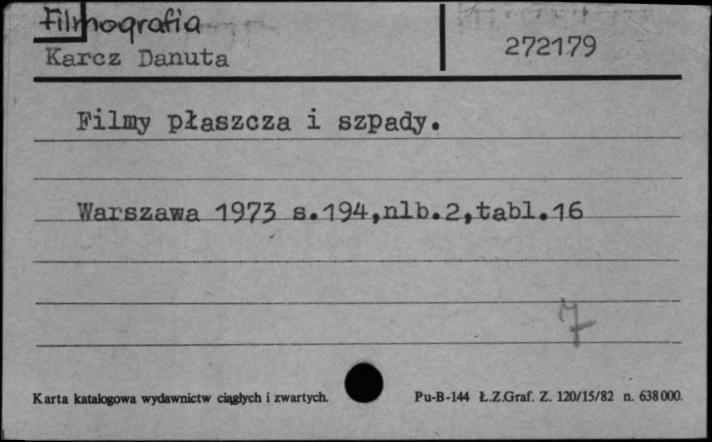 Filmografia
Karcz Danuta
272179
Filmy płaszcza i szpady.
Warszawa 1973 s.194,nlb.2,tabl.16
7
Karta katalogowa wydawnictw ciągłych i zwartych.
Pu-B-144 Ł.Z.Graf. Z. 120/15/82 n. 638000.